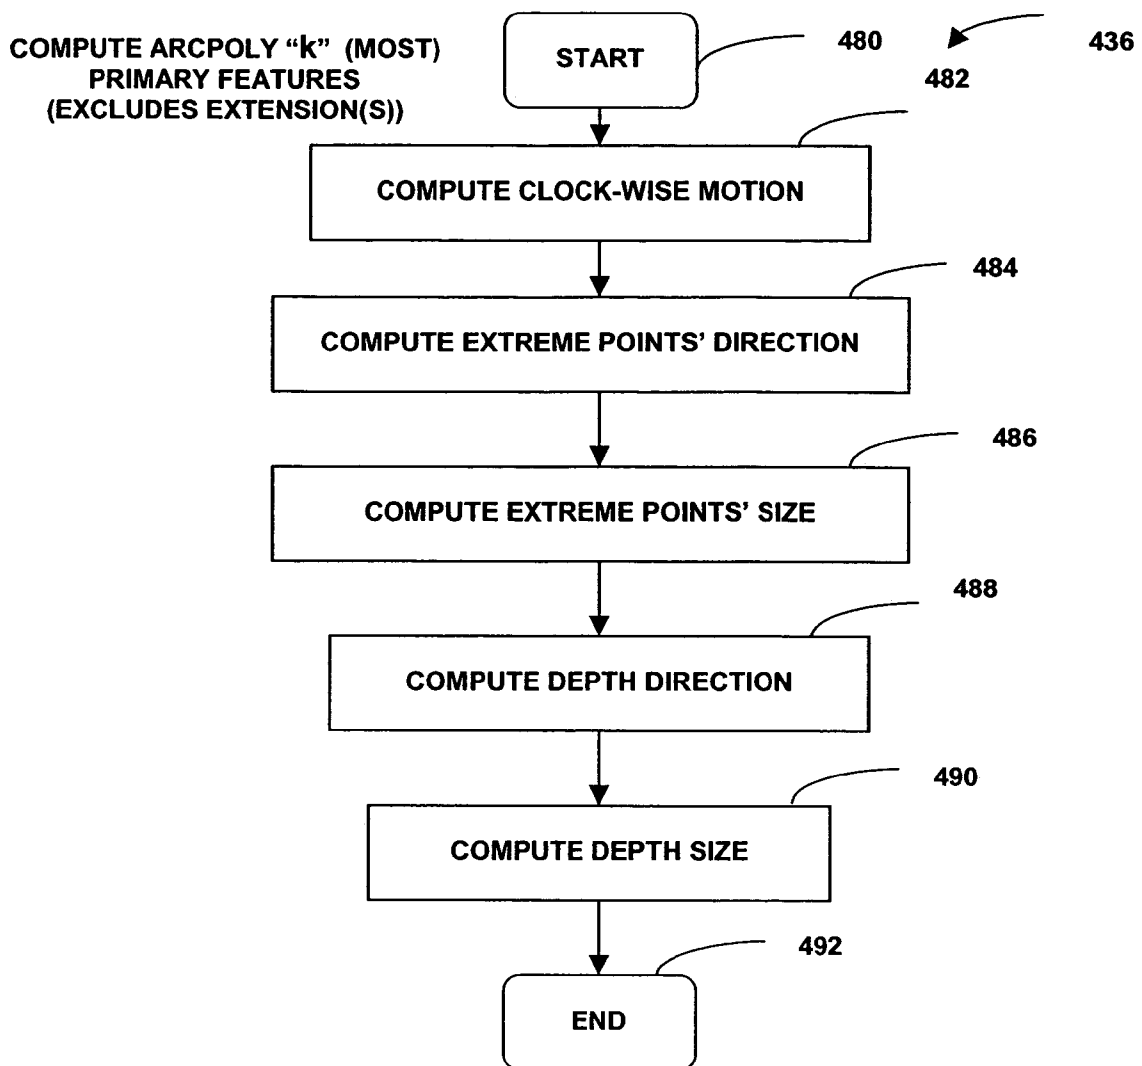 COMPUTE ARCPOLY “k” (MOST)
PRIMARY FEATURES
(EXCLUDES EXTENSION(S))
START
480
436
482
COMPUTE CLOCK-WISE MOTION
484
COMPUTE EXTREME POINTS’ DIRECTION
486
COMPUTE EXTREME POINTS’ SIZE
488
COMPUTE DEPTH DIRECTION
490
COMPUTE DEPTH SIZE
492
END